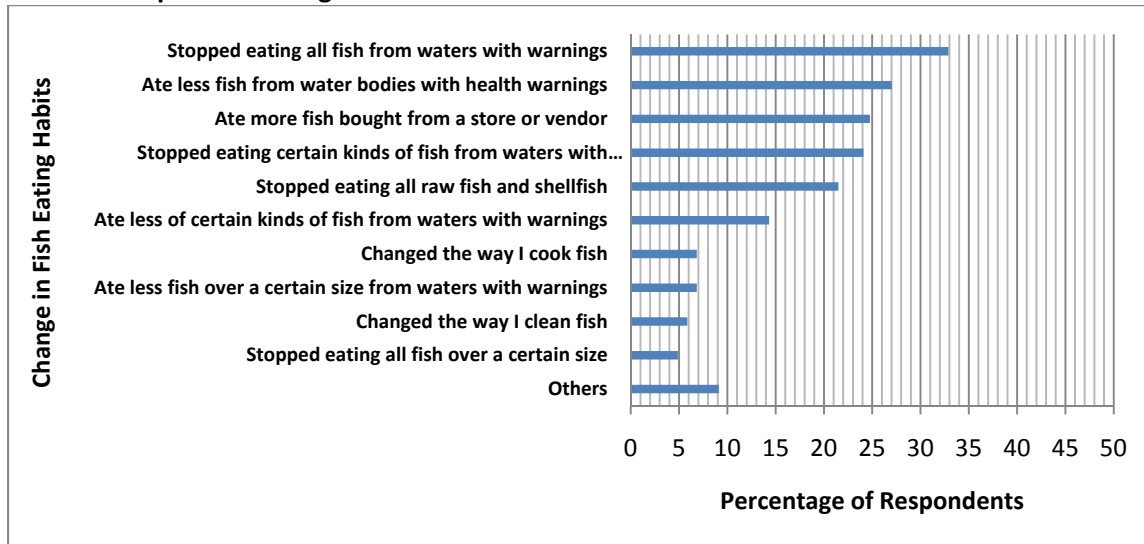 Change in Fish Eating Habits
Stopped eating all fish from waters with warnings
Ate less fish from water bodies with health warnings
Ate more fish bought from a store or vendor
Stopped eating certain kinds of fish from waters with…
Stopped eating all raw fish and shellfish
Ate less of certain kinds of fish from waters with warnings
Changed the way I cook fish
Ate less fish over a certain size from waters with warnings
Changed the way I clean fish
Stopped eating all fish over a certain size
Others
0 5 10 15 20 25 30 35 40 45 50
Percentage of Respondents